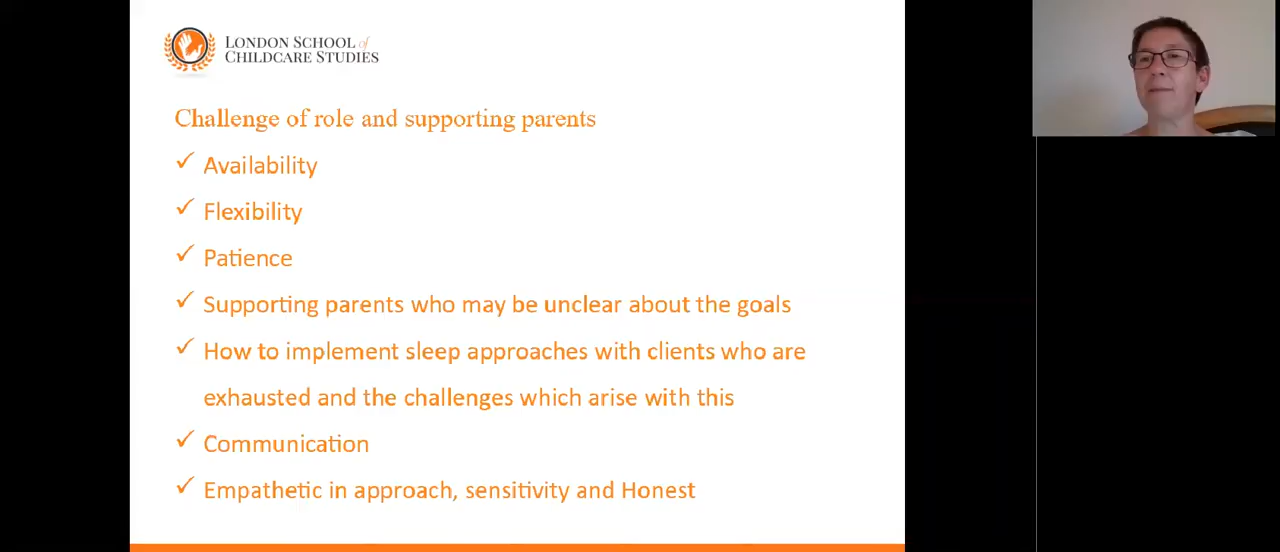 LONDON SCHOOL of
CHILDCARE STUDIES
Challenge of role and supporting parents
✓ Availability
✓ Flexibility
✓ Patience
✓ Supporting parents who may be unclear about the goals
✓ How to implement sleep approaches with clients who are
exhausted and the challenges which arise with this
✓ Communication
✓ Empathetic in approach, sensitivity and Honest